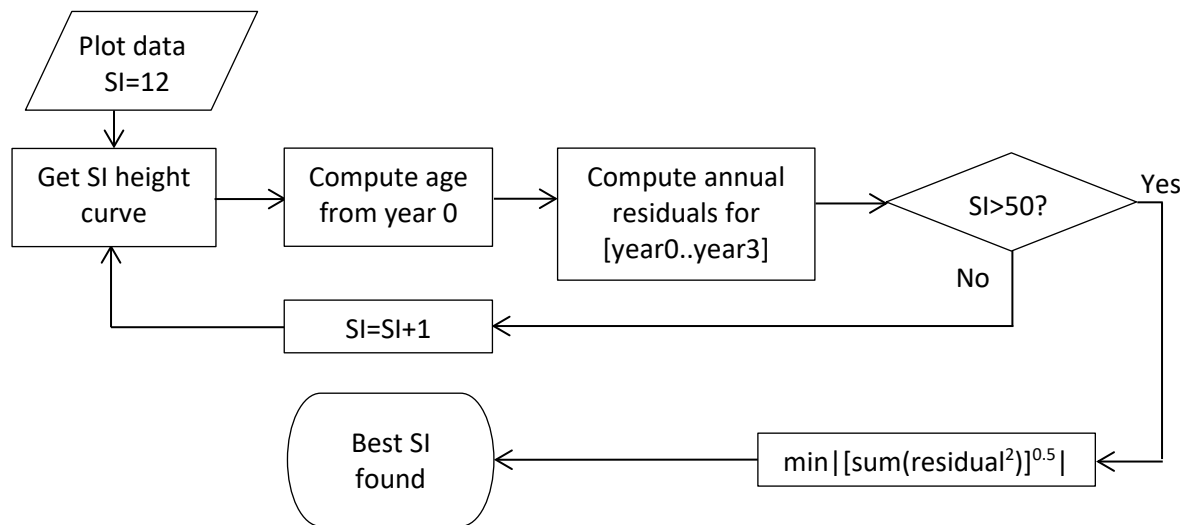 Plot data
SI=12
Get SI height
curve
Compute age
from year 0
Compute annual
residuals for
[year0..year3]
SI>50?
Yes
No
SI=SI+1
Best SI
found
min|[sum(residual²)]⁰·⁵|